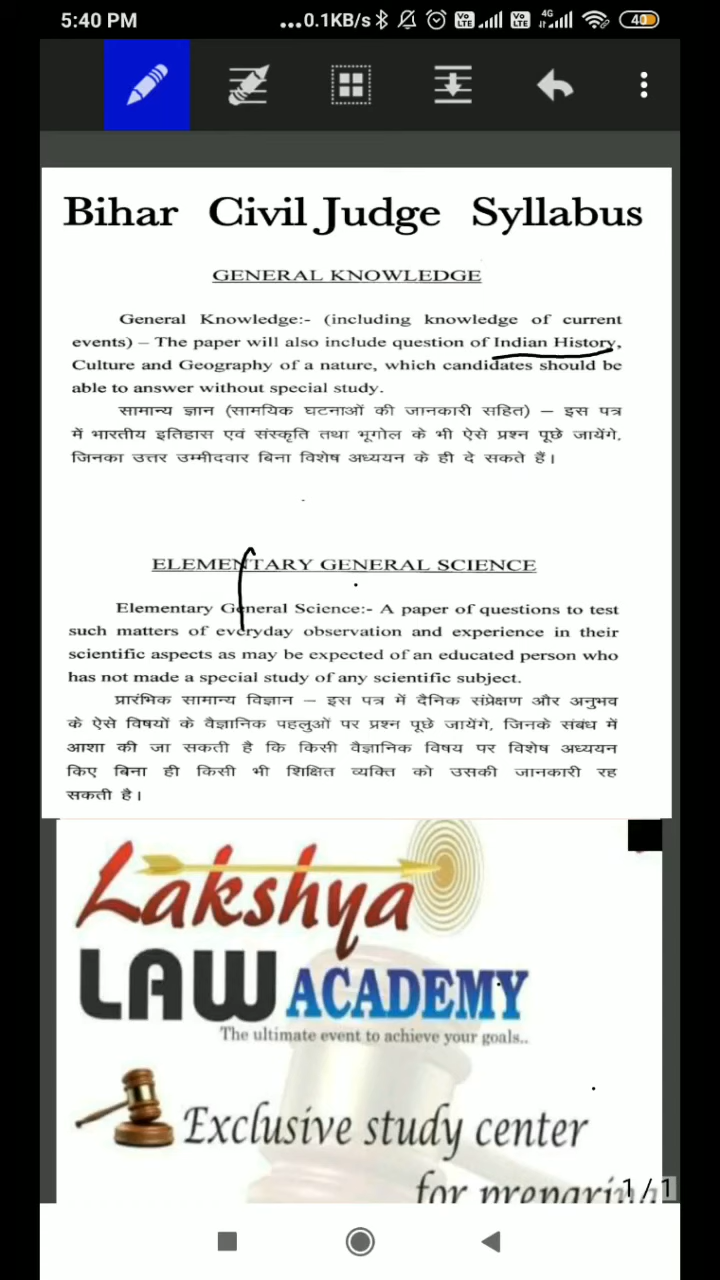 5:40 PM ...0.1KB/s Vo LTE Vo LTE 4G 40
Bihar Civil Judge Syllabus
GENERAL KNOWLEDGE
General Knowledge:- (including knowledge of current
events) – The paper will also include question of Indian History,
Culture and Geography of a nature, which candidates should be
able to answer without special study.
सामान्य ज्ञान (सामयिक घटनाओं की जानकारी सहित) – इस पत्र
में भारतीय इतिहास एवं संस्कृति तथा भूगोल के भी ऐसे प्रश्न पूछे जायेंगे,
जिनका उत्तर उम्मीदवार बिना विशेष अध्ययन के ही दे सकते हैं।
ELEMENTARY GENERAL SCIENCE
Elementary General Science:- A paper of questions to test
such matters of everyday observation and experience in their
scientific aspects as may be expected of an educated person who
has not made a special study of any scientific subject.
प्रारंभिक सामान्य विज्ञान – इस पत्र में दैनिक संप्रेक्षण और अनुभव
के ऐसे विषयों के वैज्ञानिक पहलुओं पर प्रश्न पूछे जायेंगे, जिनके संबंध में
आशा की जा सकती है कि किसी वैज्ञानिक विषय पर विशेष अध्ययन
किए बिना ही किसी भी शिक्षित व्यक्ति को उसकी जानकारी रह
सकती है।
Lakshya
LAW ACADEMY
The ultimate event to achieve your goals..
Exclusive study center
for preparin
1 / 1